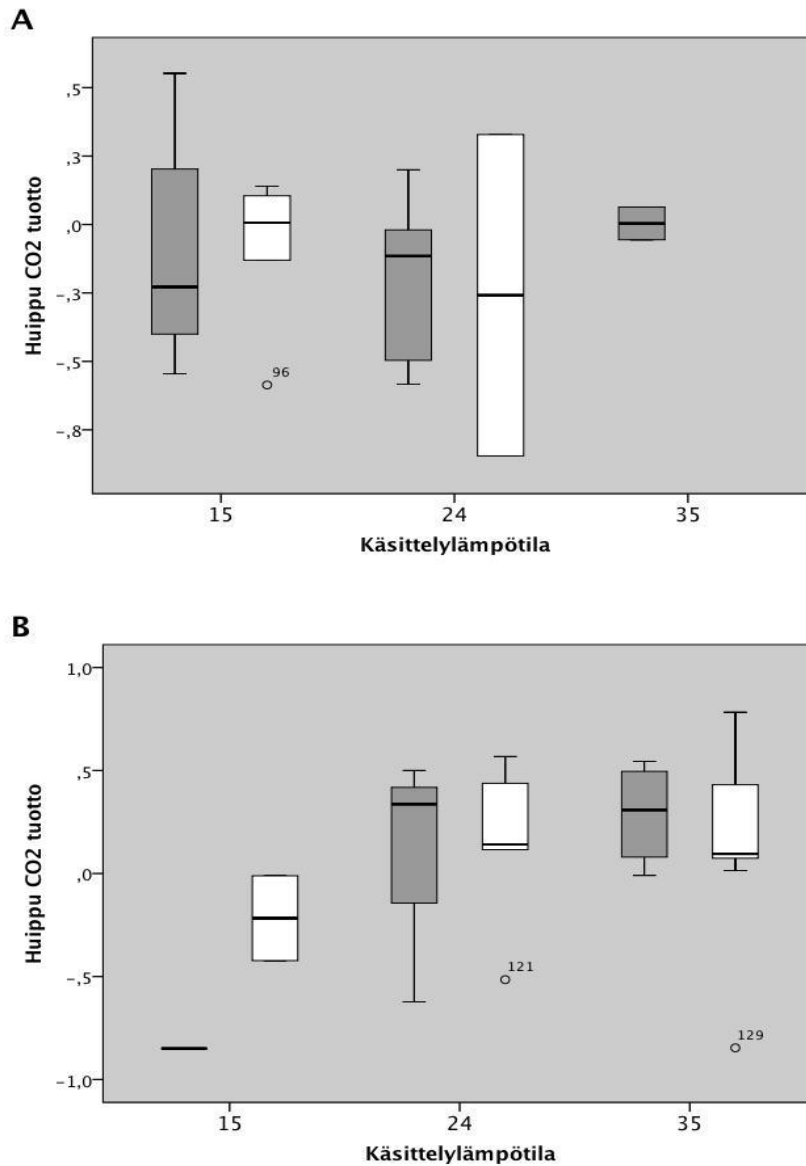 A
Huippu CO2 tuotto
,5
,3
,0
-,3
-,5
-,8
96
15 24 35
Käsittelylämpötila
B
Huippu CO2 tuotto
1,0
,5
,0
-,5
-1,0
121
129
15 24 35
Käsittelylämpötila